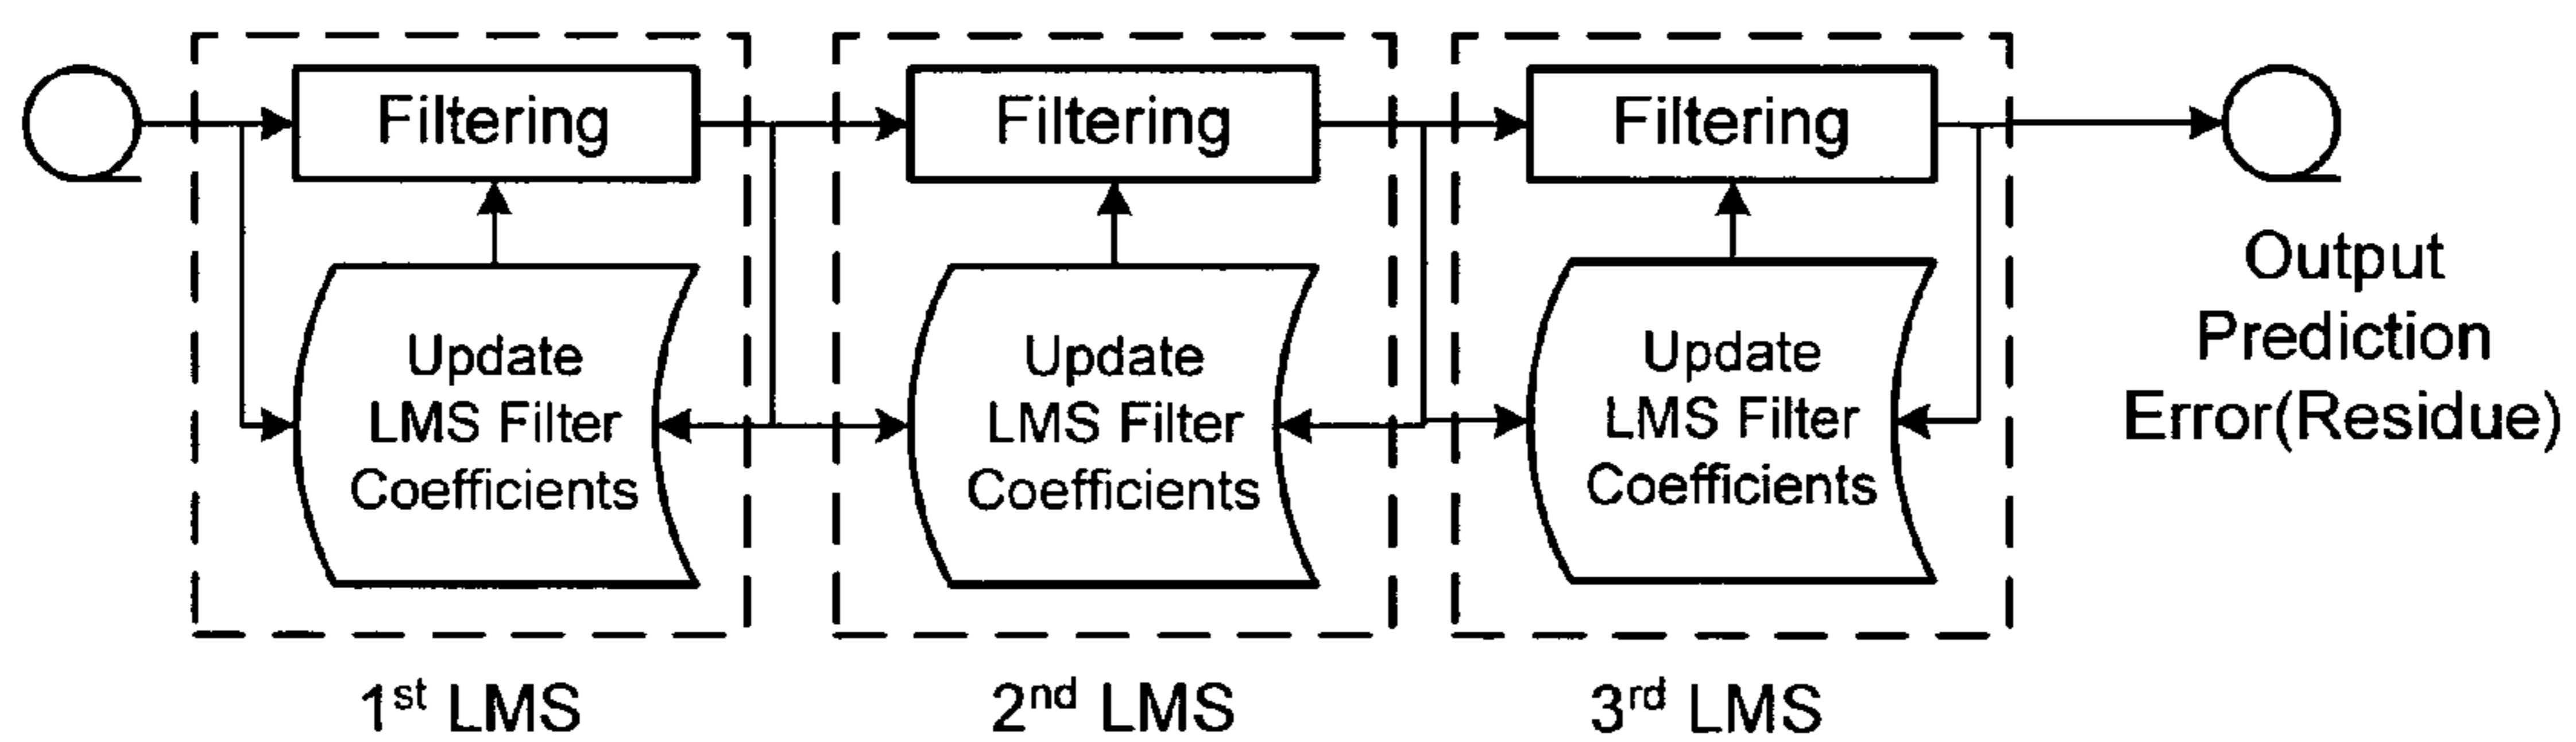 Filtering
Filtering
Filtering
Update
LMS Filter
Coefficients
Update
LMS Filter
Coefficients
Update
LMS Filter
Coefficients
Output
Prediction
Error(Residue)
1st LMS
2nd LMS
3rd LMS